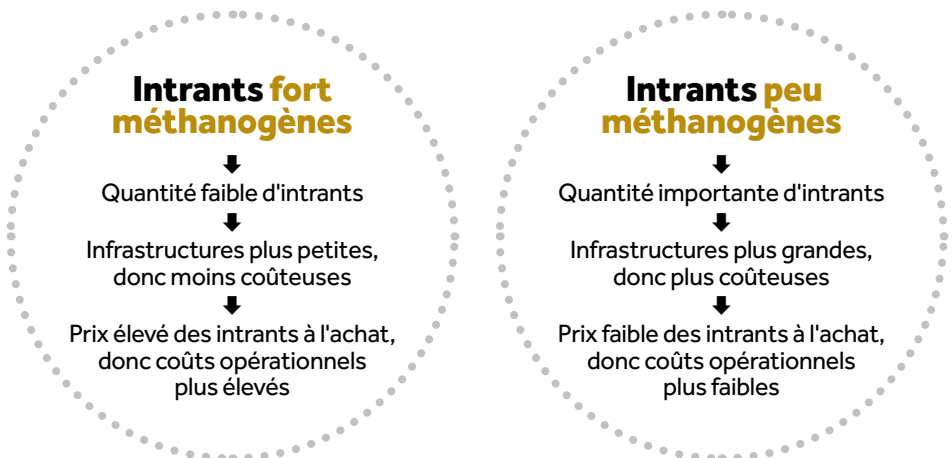 Intrants fort
méthanogènes
Quantité faible d'intrants
Infrastructures plus petites,
donc moins coûteuses
Prix élevé des intrants à l'achat,
donc coûts opérationnels
plus élevés
Intrants peu
méthanogènes
Quantité importante d'intrants
Infrastructures plus grandes,
donc plus coûteuses
Prix faible des intrants à l'achat,
donc coûts opérationnels
plus faibles